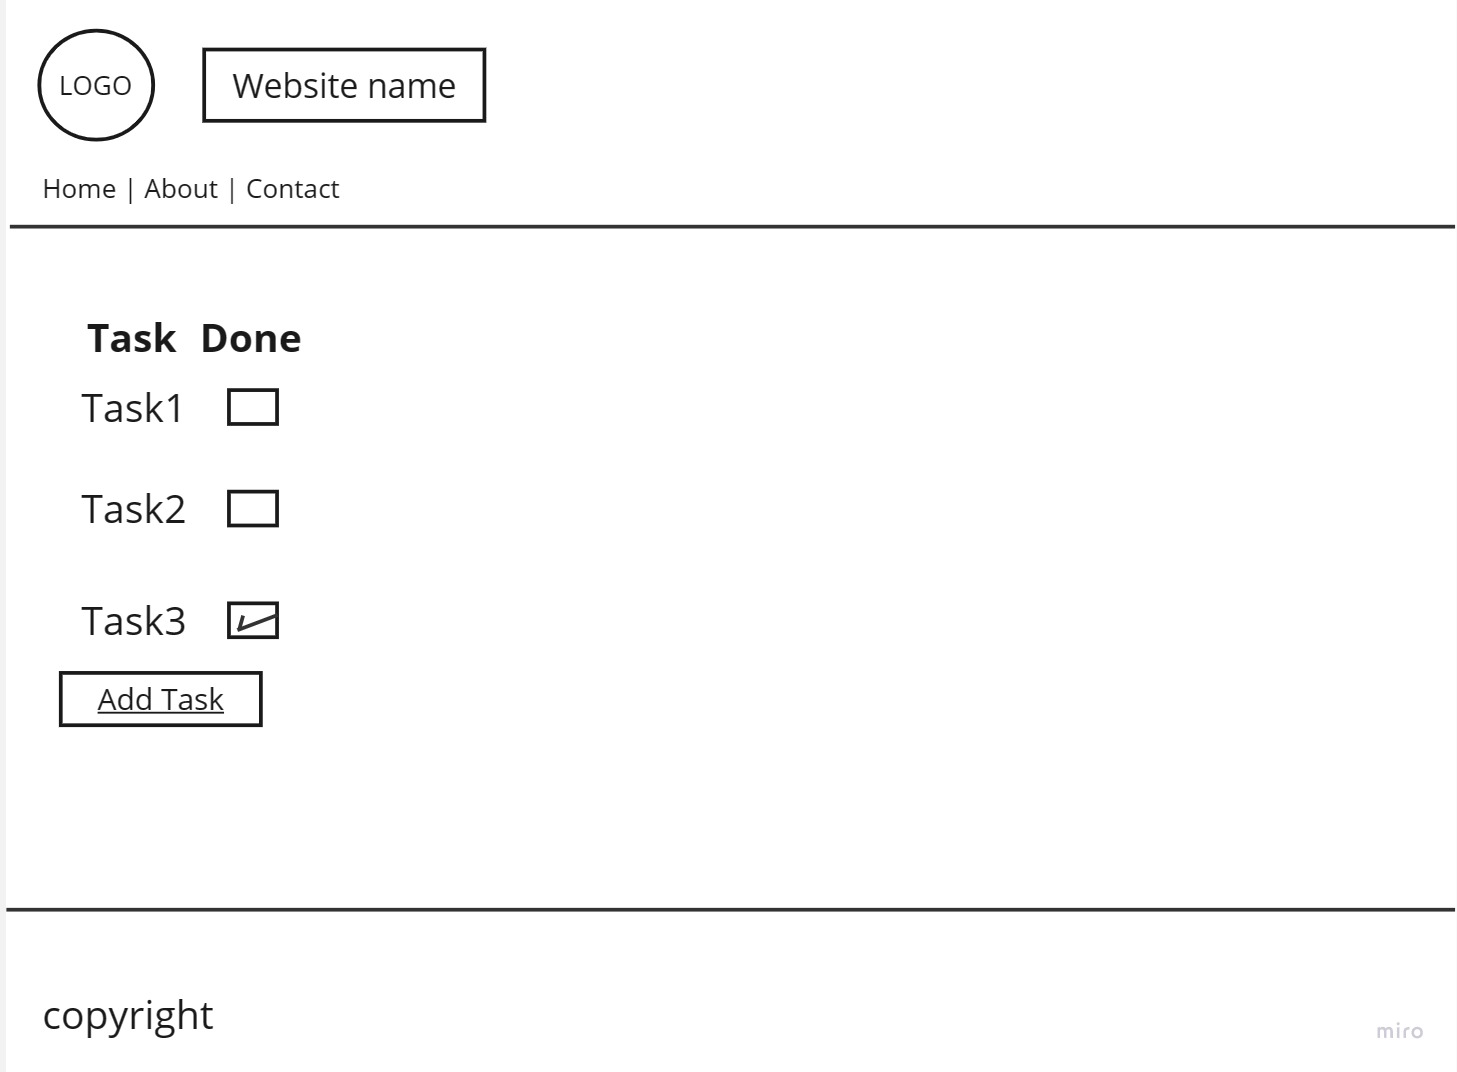 LOGO
Website name
Home | About | Contact
Task Done
Task1
Task2
Task3
Add Task
copyright
miro